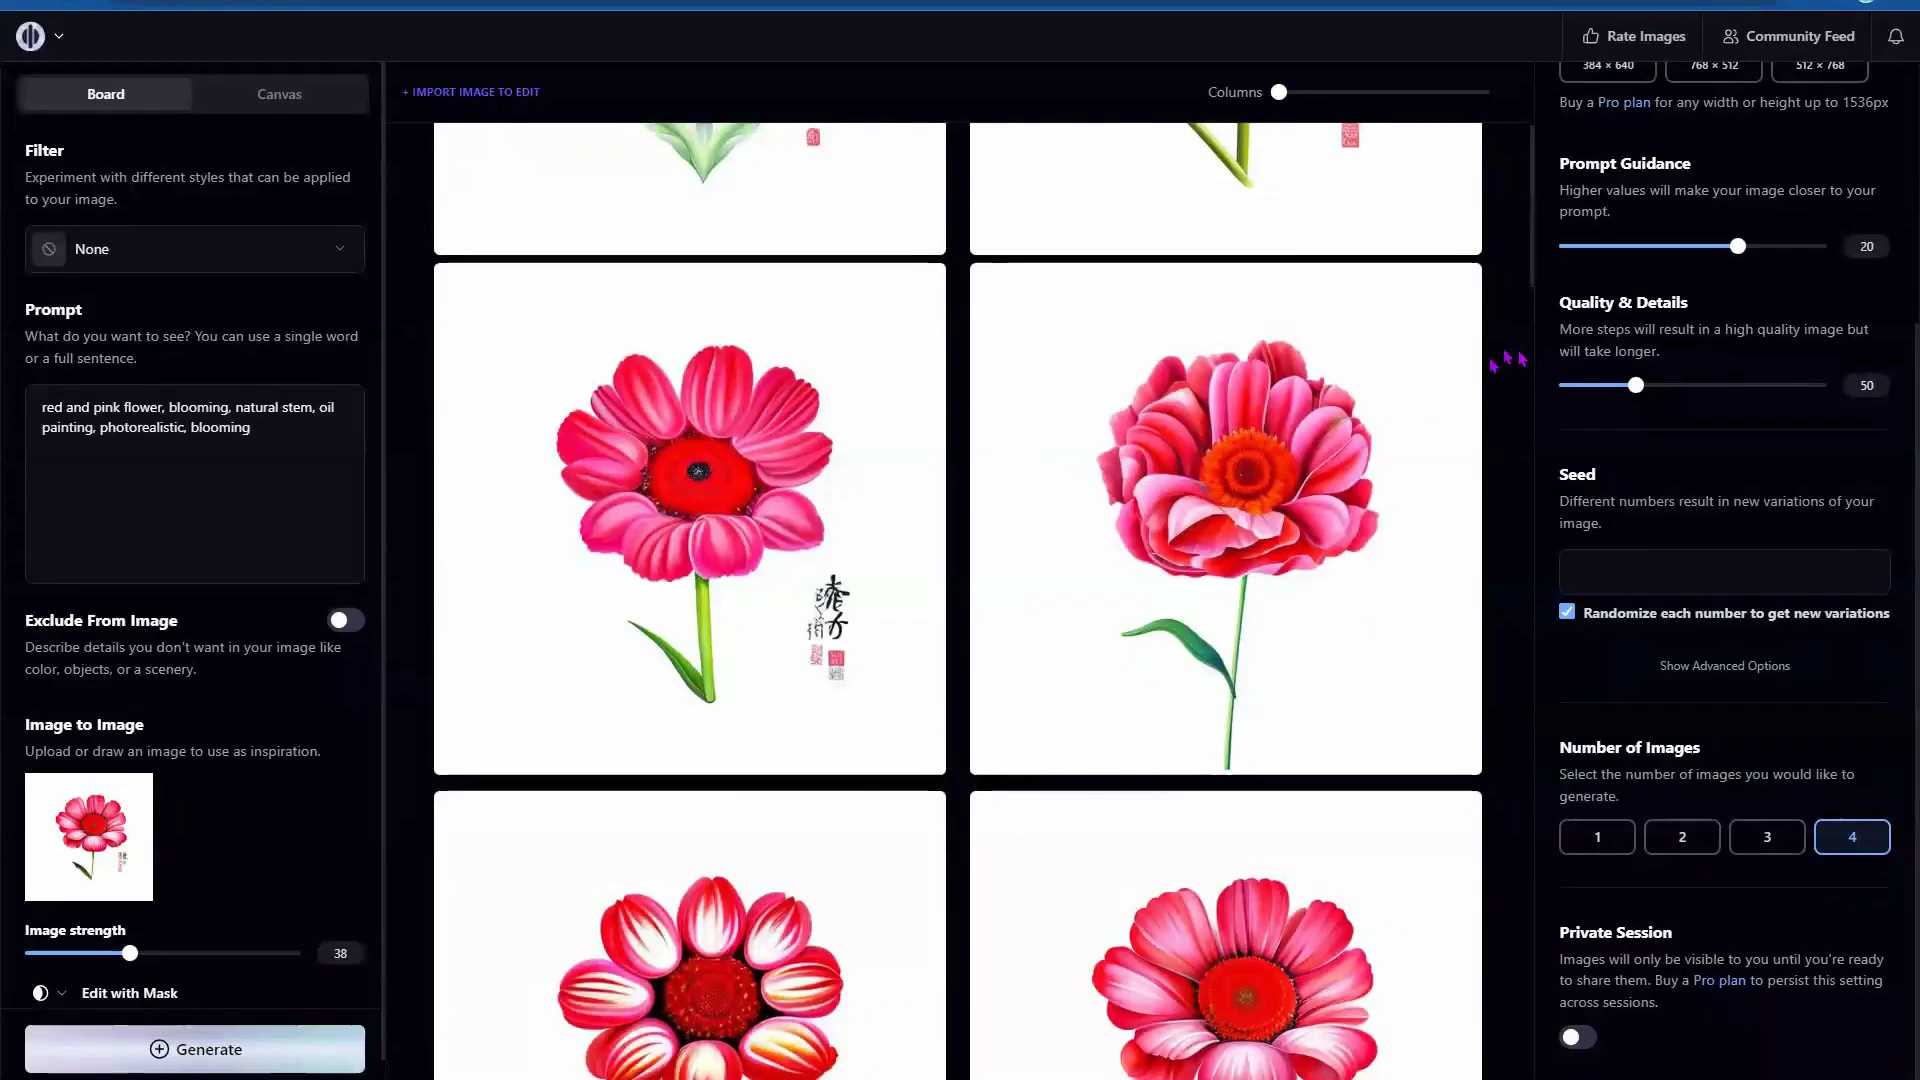 Rate Images
Community Feed
Board
Canvas
+ IMPORT IMAGE TO EDIT
Columns
Filter
Experiment with different styles that can be applied
to your image.
None
Prompt
What do you want to see? You can use a single word
or a full sentence.
red and pink flower, blooming, natural stem, oil
painting, photorealistic, blooming
Exclude From Image
Describe details you don't want in your image like
color, objects, or a scenery.
Image to Image
Upload or draw an image to use as inspiration.
Image strength
38
Edit with Mask
Generate
384 × 640
768 × 512
512 × 768
Buy a Pro plan for any width or height up to 1536px
Prompt Guidance
Higher values will make your image closer to your
prompt.
20
Quality & Details
More steps will result in a high quality image but
will take longer.
50
Seed
Different numbers result in new variations of your
image.
Randomize each number to get new variations
Show Advanced Options
Number of Images
Select the number of images you would like to
generate.
1
2
3
4
Private Session
Images will only be visible to you until you're ready
to share them. Buy a Pro plan to persist this setting
across sessions.